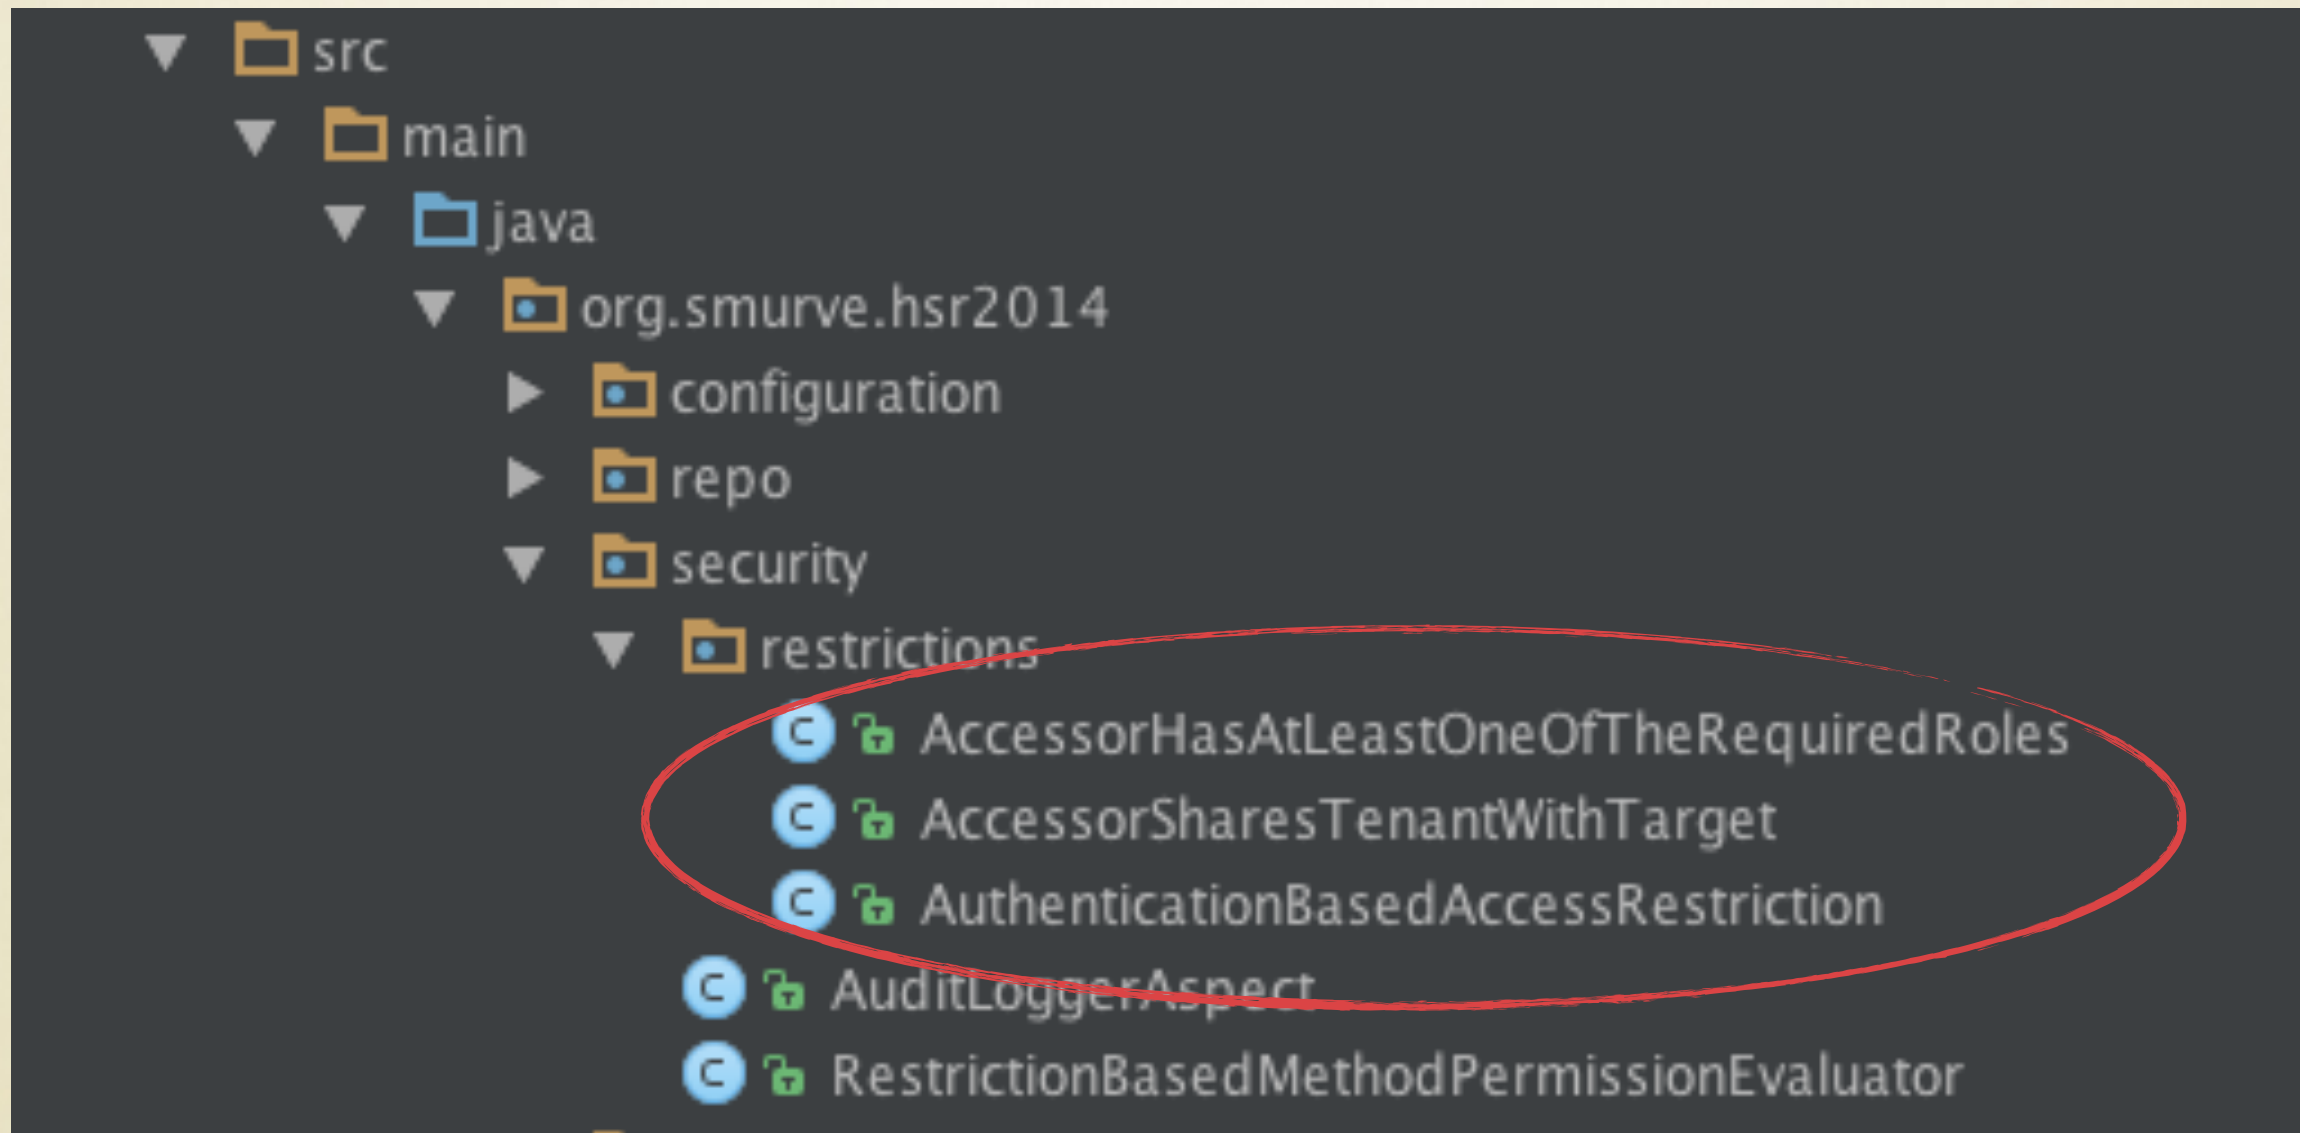 src
main
java
org.smurve.hsr2014
configuration
repo
security
restrictions
C AccessorHasAtLeastOneOfTheRequiredRoles
C AccessorSharesTenantWithTarget
C AuthenticationBasedAccessRestriction
C AuditLoggerAspect
C RestrictionBasedMethodPermissionEvaluator